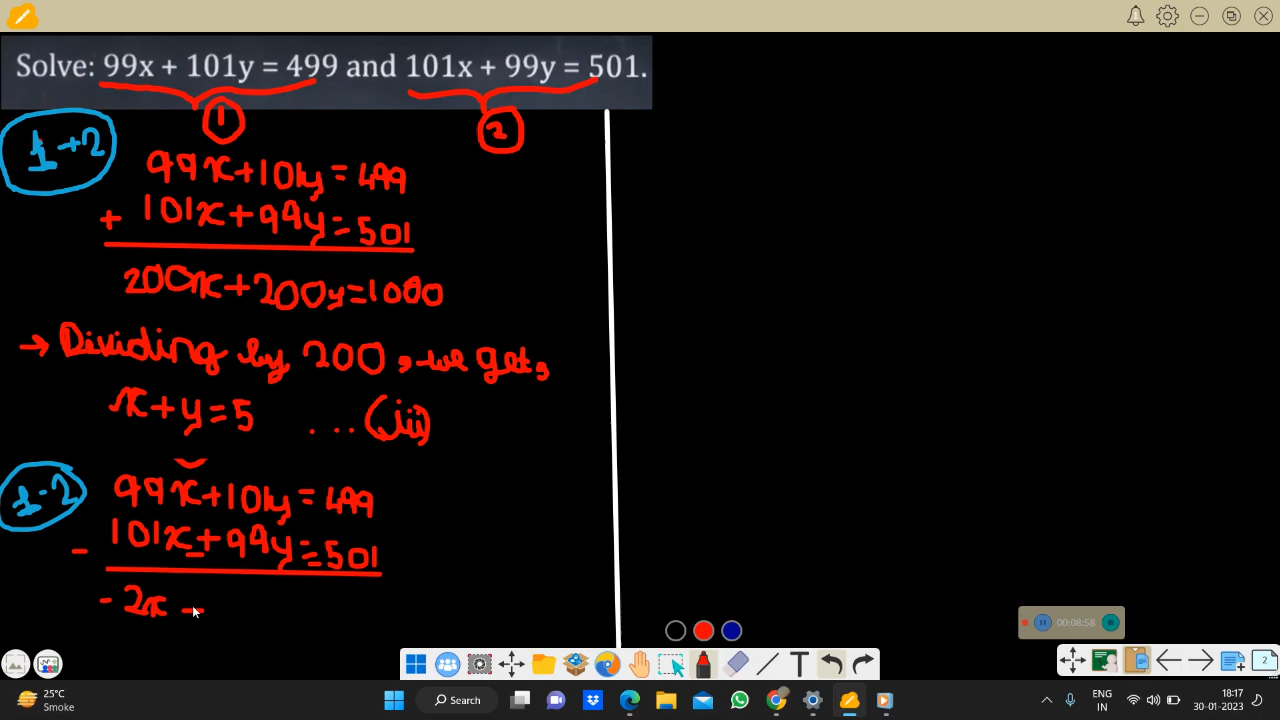 Solve: 99x + 101y = 499 and 101x + 99y = 501.
1
2
1+2
99x+101y=499
+ 101x+99y=501
200x+200y=1000
→ Dividing by 200, we get,
x+y=5 ...(iii)
1-2
99x+101y=499
- 101x+99y=501
- 2x -
00:08:58
T
2
25°C
Smoke
Search
ENG
IN
18:17
30-01-2023